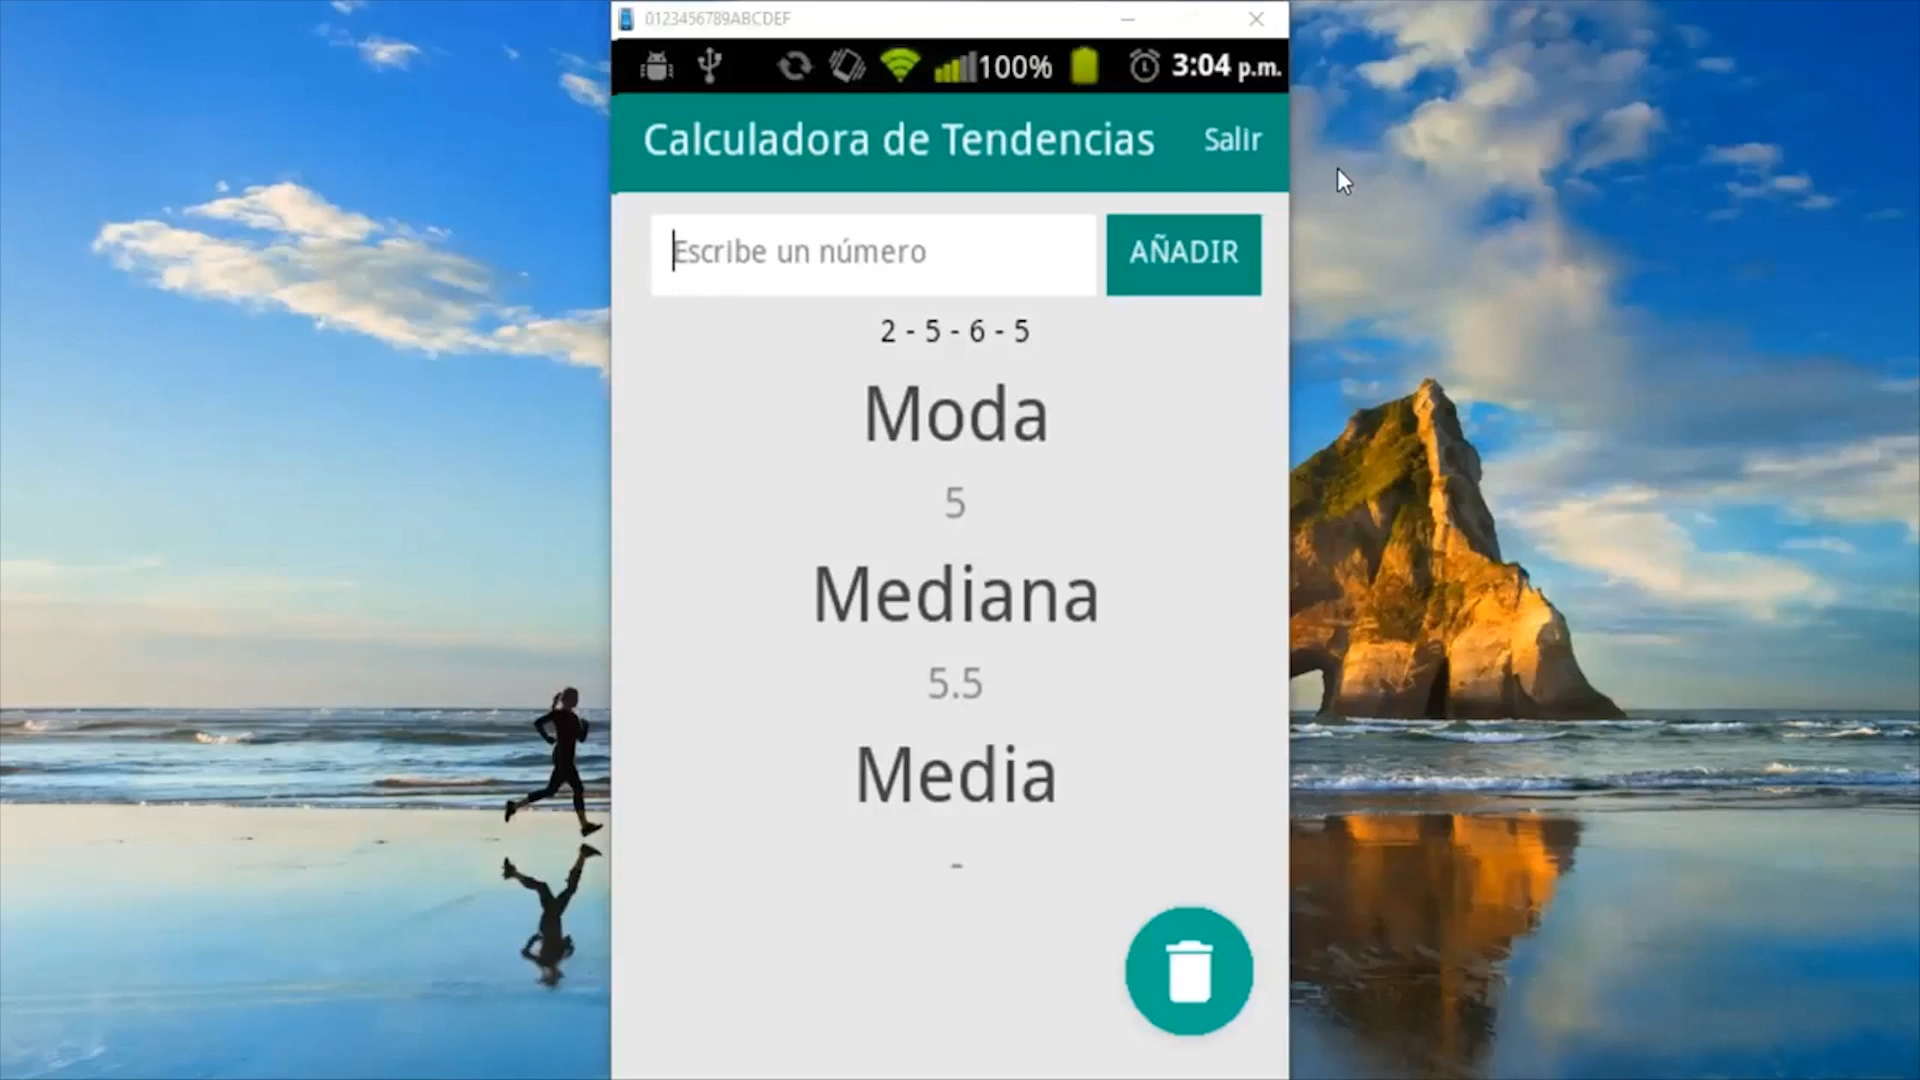 0123456789ABCDEF
100% 3:04 p.m.
Calculadora de Tendencias Salir
Escribe un número AÑADIR
2 - 5 - 6 - 5
Moda
5
Mediana
5.5
Media
-